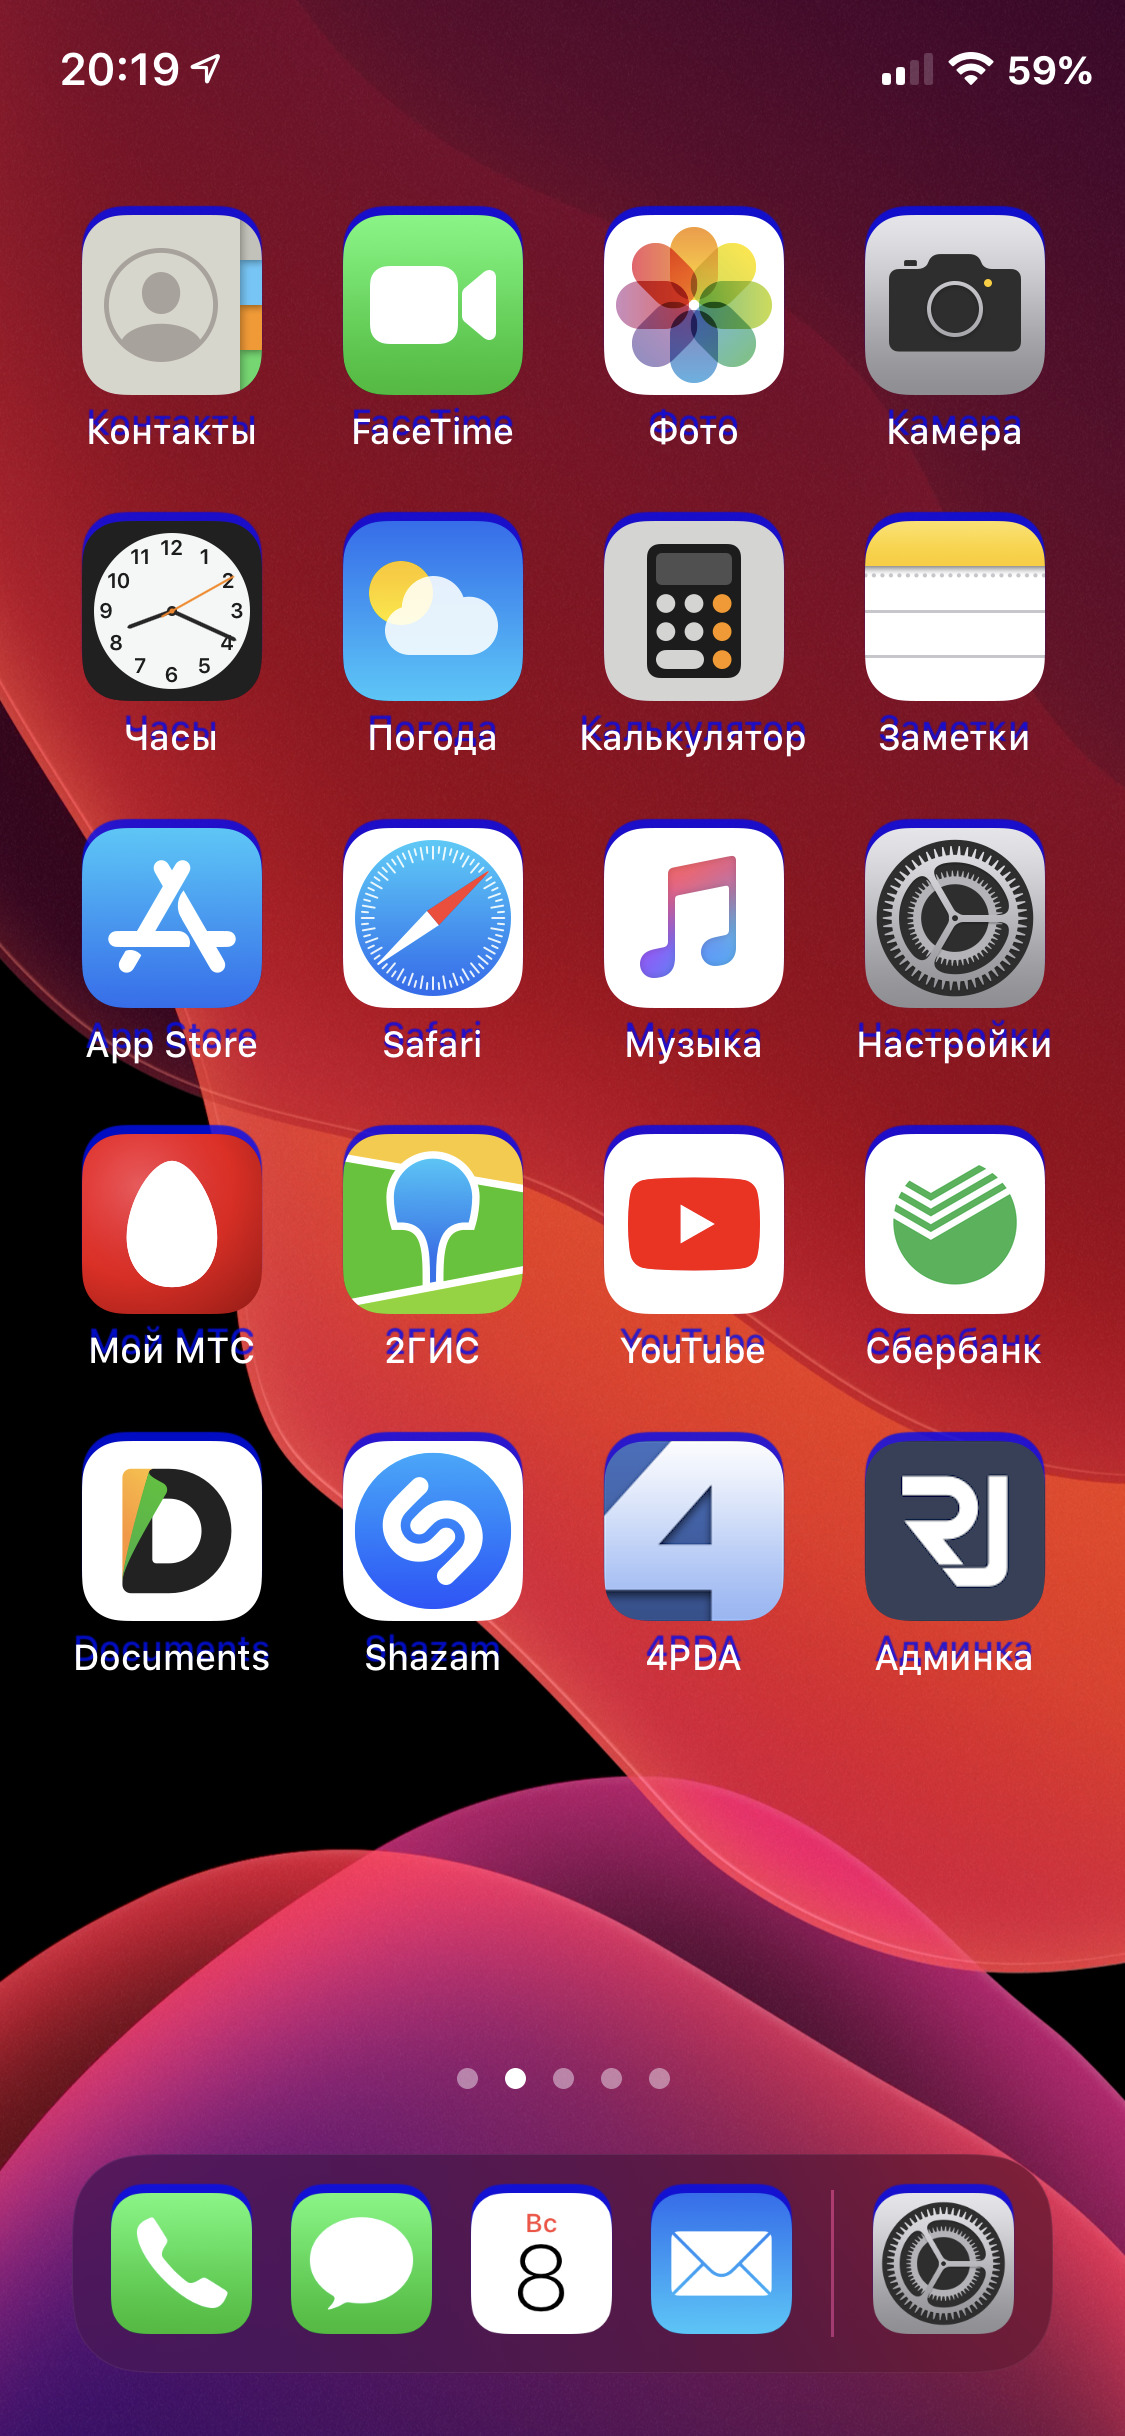 20:19 59%
Контакты FaceTime Фото Камера
12
11 1
10 2
9 3
8 4
7 5
6
Часы Погода Калькулятор Заметки
App Store Safari Музыка Настройки
Мой МТС 2ГИС YouTube Сбербанк
D 4 RJ
Documents Shazam 4PDA Админка
Вс
8